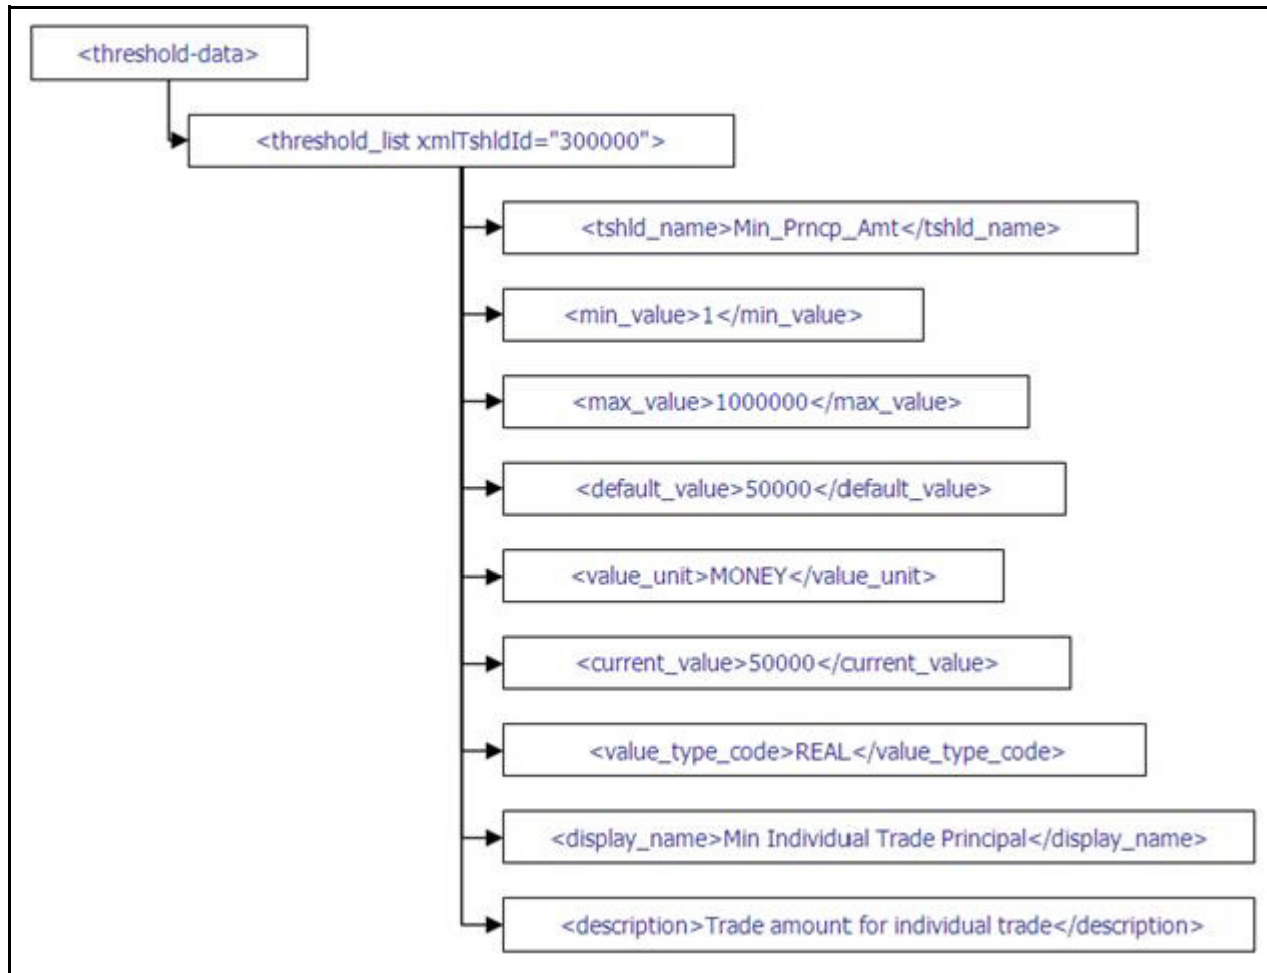 <threshold-data>
<threshold_list xmlTshldId="300000">
<tshld_name>Min_Prncp_Amt</tshld_name>
<min_value>1</min_value>
<max_value>1000000</max_value>
<default_value>50000</default_value>
<value_unit>MONEY</value_unit>
<current_value>50000</current_value>
<value_type_code>REAL</value_type_code>
<display_name>Min Individual Trade Principal</display_name>
<description>Trade amount for individual trade</description>